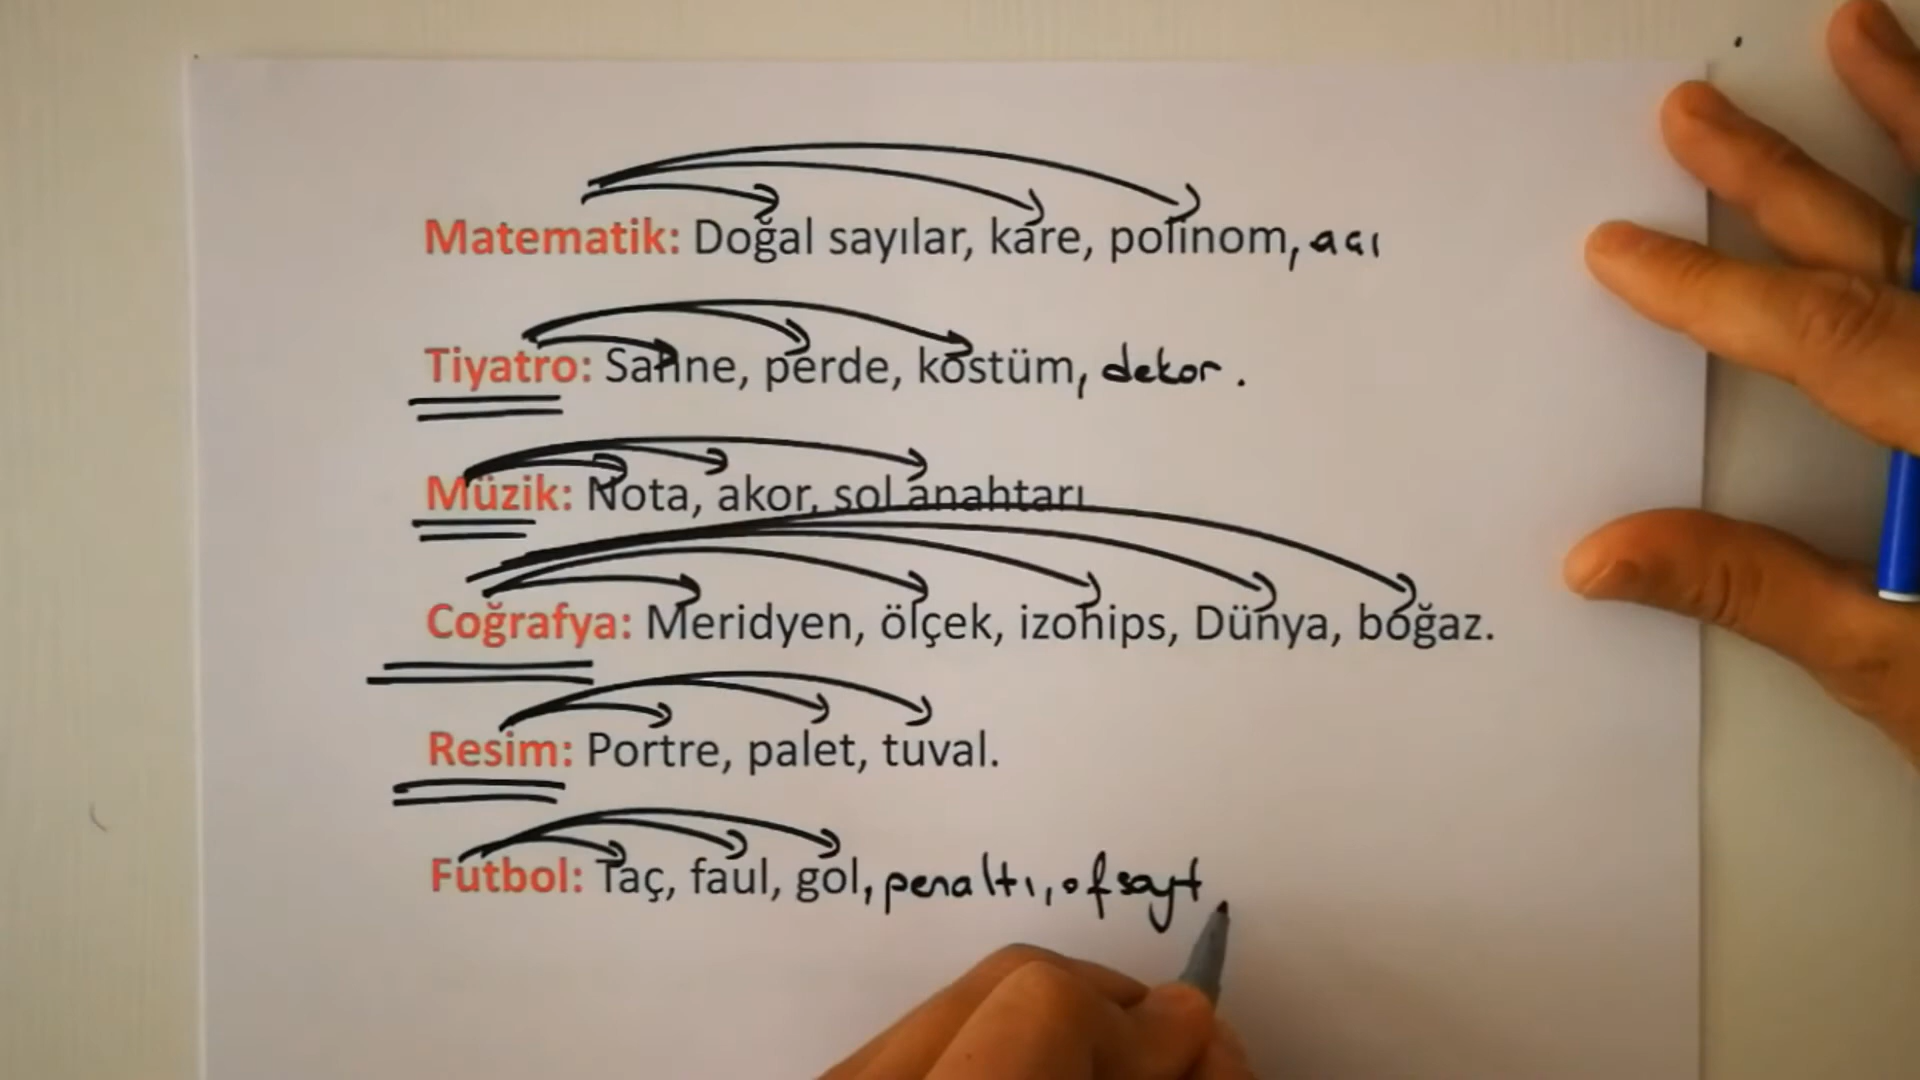 Matematik: Doğal sayılar, kare, polinom, açı
Tiyatro: Sahne, perde, kostüm, dekor.
Müzik: Nota, akor, sol anahtarı
Coğrafya: Meridyen, ölçek, izohips, Dünya, boğaz.
Resim: Portre, palet, tuval.
Futbol: Taç, faul, gol, penaltı, ofsayt